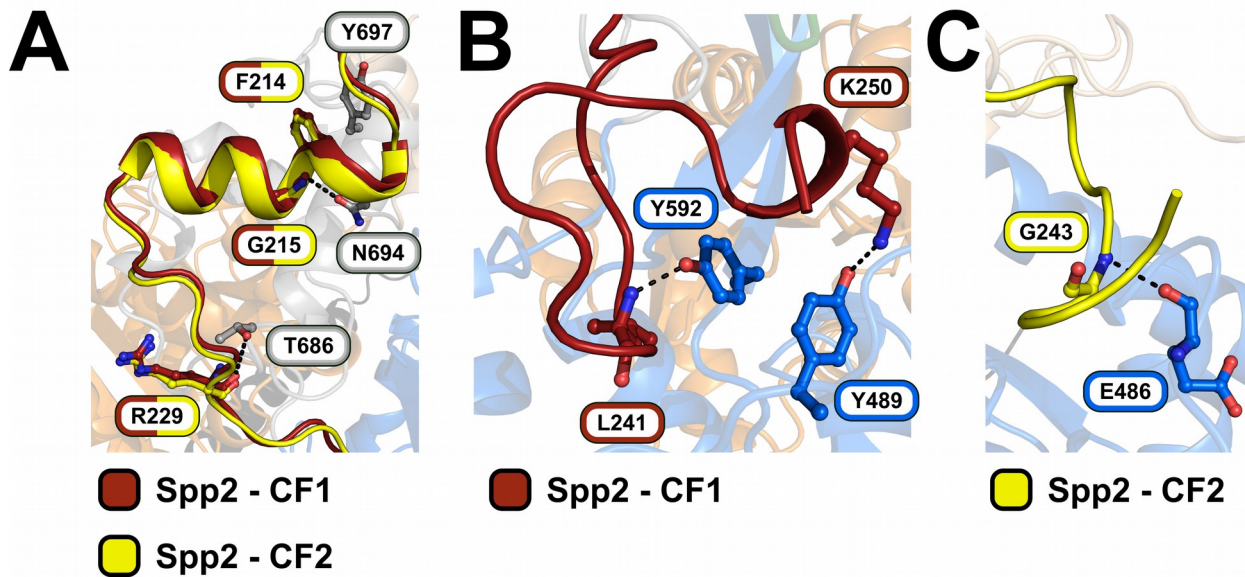 A
Y697
F214
G215
N694
T686
R229
Spp2 - CF1
Spp2 - CF2
B
K250
Y592
L241
Y489
Spp2 - CF1
C
G243
E486
Spp2 - CF2